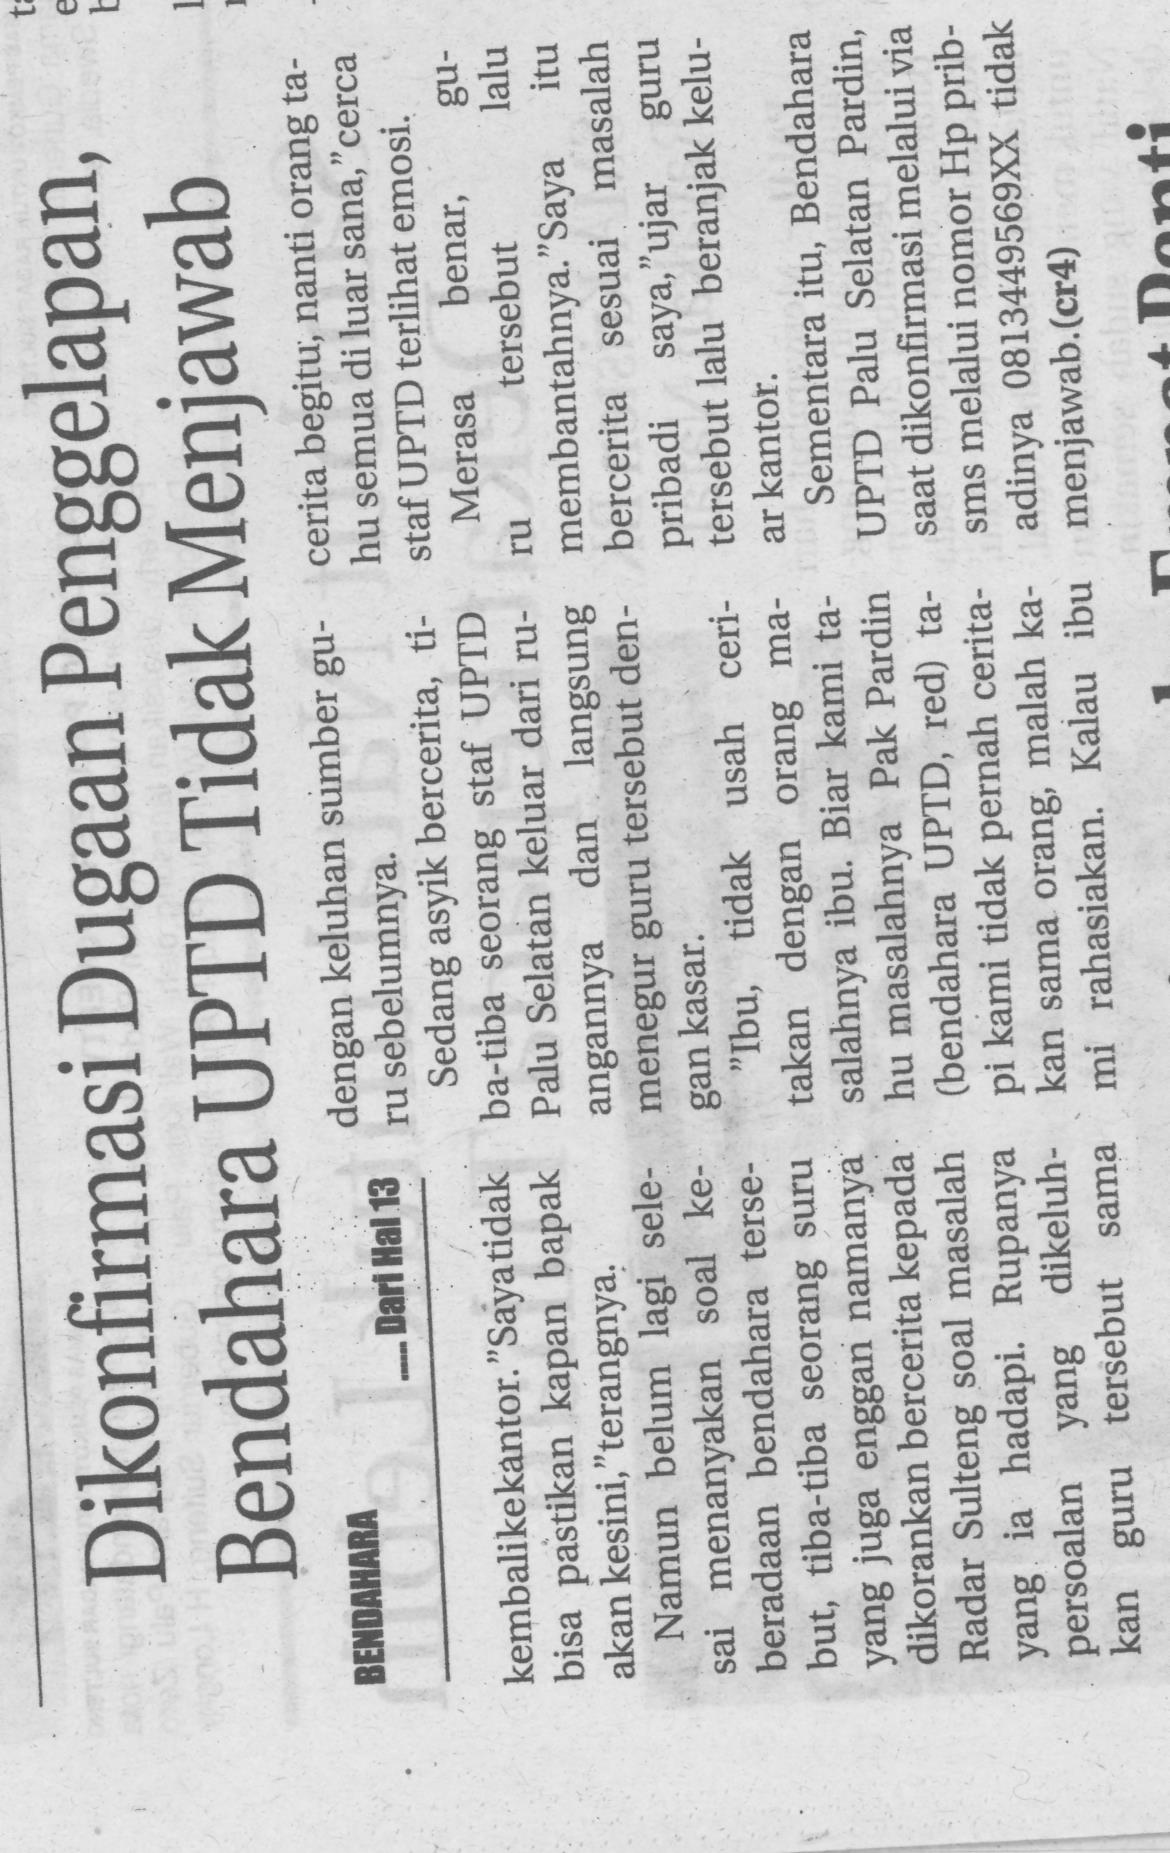 Dikonfirmasi Dugaan Penggelapan,
Bendahara UPTD Tidak Menjawab
BENDAHARA
...... Dari Hal 13
kembali ke kantor."Saya tidak
bisa pastikan kapan bapak
akan kesini,"terangnya.
Namun belum lagi sele-
sai menanyakan soal ke-
beradaan bendahara terse-
but, tiba-tiba seorang suru
yang juga enggan namanya
dikorankan bercerita kepada
Radar Sulteng soal masalah
yang ia hadapi. Rupanya
persoalan yang dikeluh-
kan guru tersebut sama
dengan keluhan sumber gu-
ru sebelumnya.
Sedang asyik bercerita, ti-
ba-tiba seorang staf UPTD
Palu Selatan keluar dari ru-
angannya dan langsung
menegur guru tersebut den-
gan kasar.
"Ibu, tidak usah ceri-
takan dengan orang ma-
salahnya ibu. Biar kami ta-
hu masalahnya Pak Pardin
(bendahara UPTD, red) ta-
pi kami tidak pernah cerita-
kan sama orang, malah ka-
mi rahasiakan. Kalau ibu
cerita begitu, nanti orang ta-
hu semua di luar sana,"cerca
staf UPTD terlihat emosi.
Merasa benar, gu-
ru tersebut lalu
membantahnya."Saya itu
bercerita sesuai masalah
pribadi saya,"ujar guru
tersebut lalu beranjak kelu-
ar kantor.
Sementara itu, Bendahara
UPTD Palu Selatan Pardin,
saat dikonfirmasi melalui via
sms melalui nomor Hp prib-
adinya 0813449569XX tidak
menjawab.(cr4)